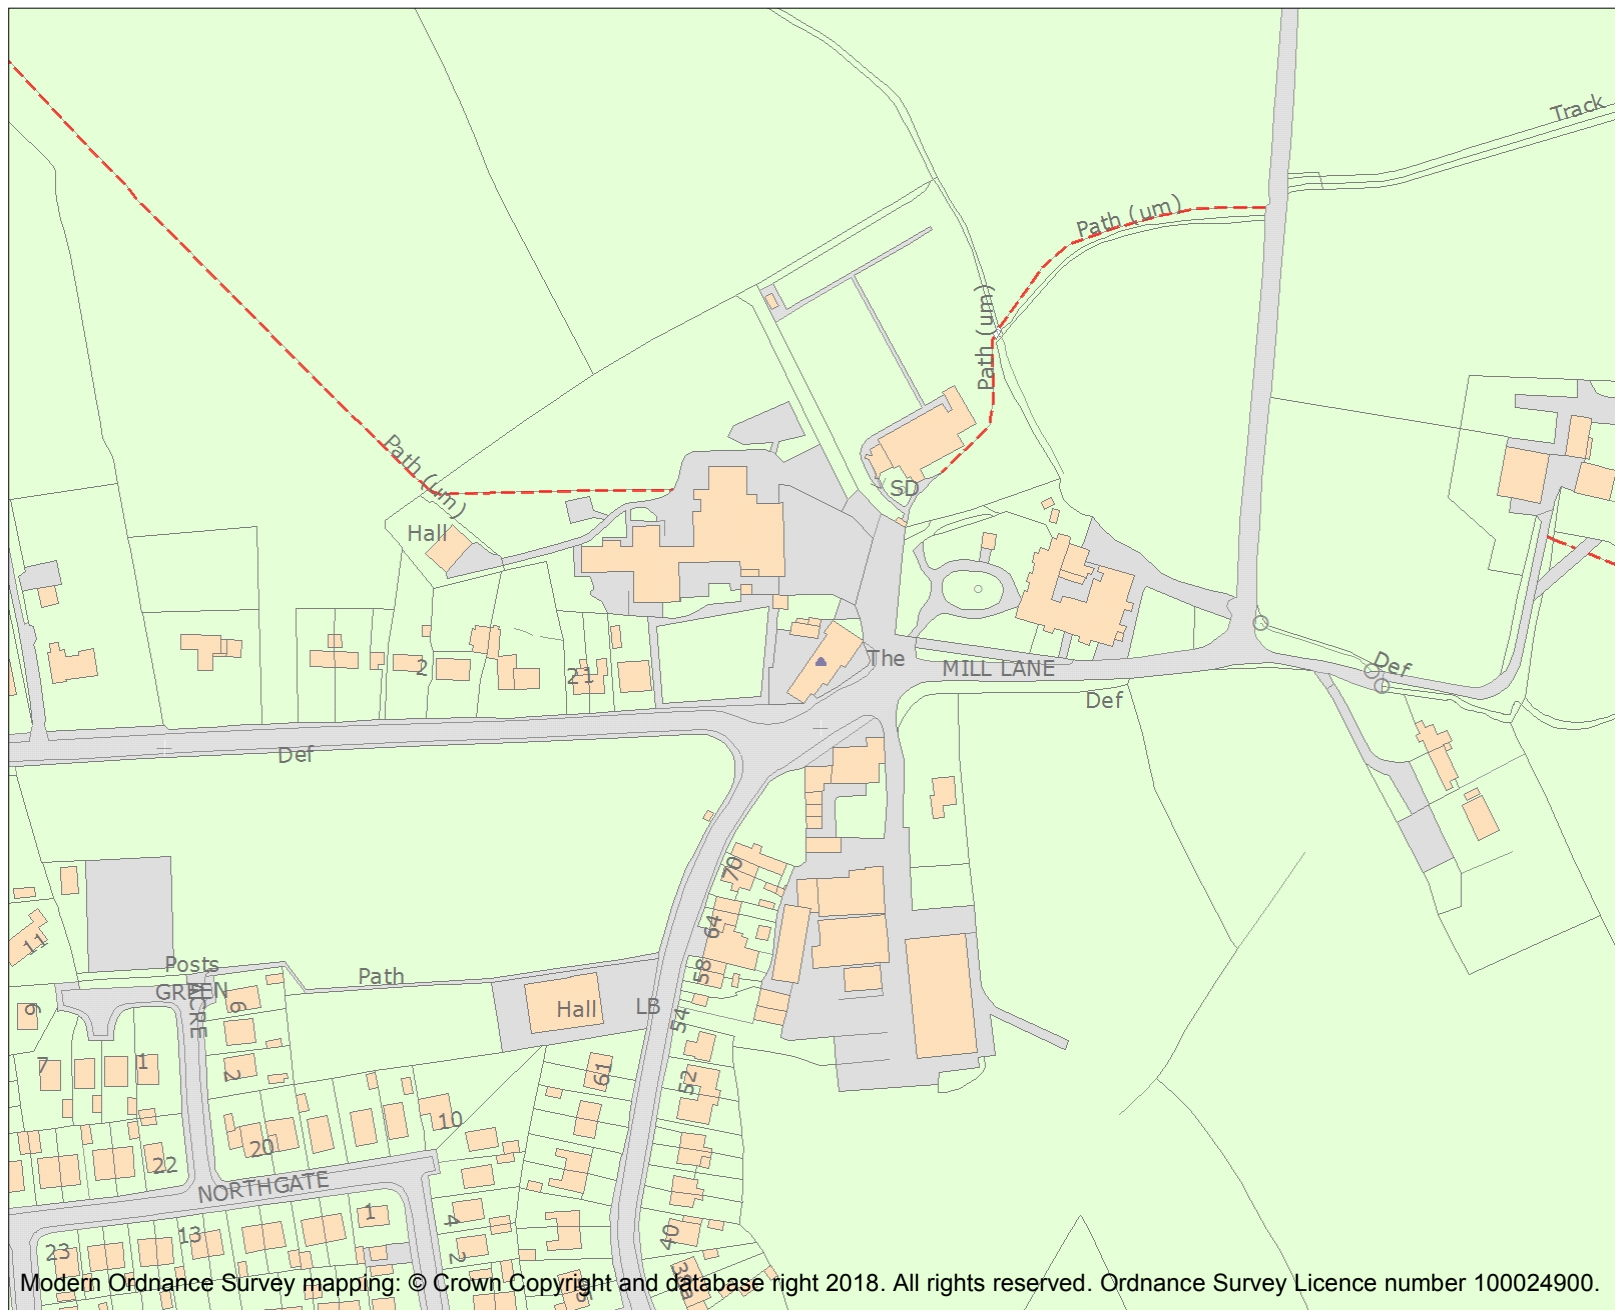 Track
Path (um)
Path (um)
Path (um)
SD
Hall
2
21
The
MILL LANE
Def
Def
Def
70
64
11
58
Posts
Path
GREEN
ACRE
6
6
Hall
LB
54
7
1
2
61
52
10
20
22
NORTHGATE
1
4
13
40
23
2
38a
Modern Ordnance Survey mapping: © Crown Copyright and database right 2018. All rights reserved. Ordnance Survey Licence number 100024900.